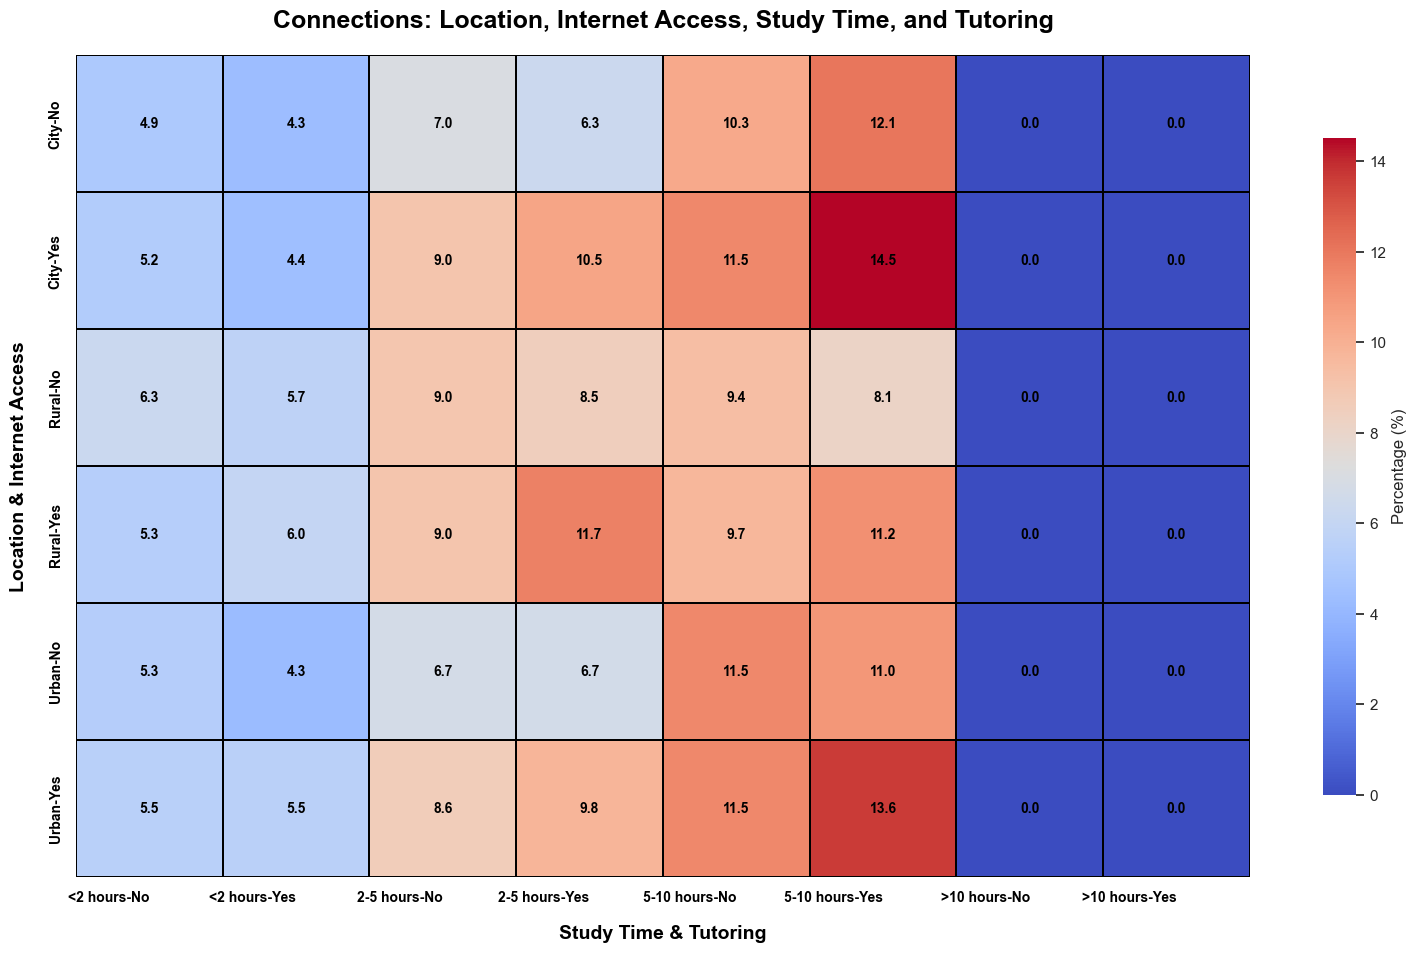 Connections: Location, Internet Access, Study Time, and Tutoring
City-No
4.9 4.3 7.0 6.3 10.3 12.1 0.0 0.0
City-Yes
5.2 4.4 9.0 10.5 11.5 14.5 0.0 0.0
Rural-No
6.3 5.7 9.0 8.5 9.4 8.1 0.0 0.0
Rural-Yes
5.3 6.0 9.0 11.7 9.7 11.2 0.0 0.0
Urban-No
5.3 4.3 6.7 6.7 11.5 11.0 0.0 0.0
Urban-Yes
5.5 5.5 8.6 9.8 11.5 13.6 0.0 0.0
Location & Internet Access
<2 hours-No <2 hours-Yes 2-5 hours-No 2-5 hours-Yes 5-10 hours-No 5-10 hours-Yes >10 hours-No >10 hours-Yes
Study Time & Tutoring
14
12
10
8
6
4
2
0
Percentage (%)